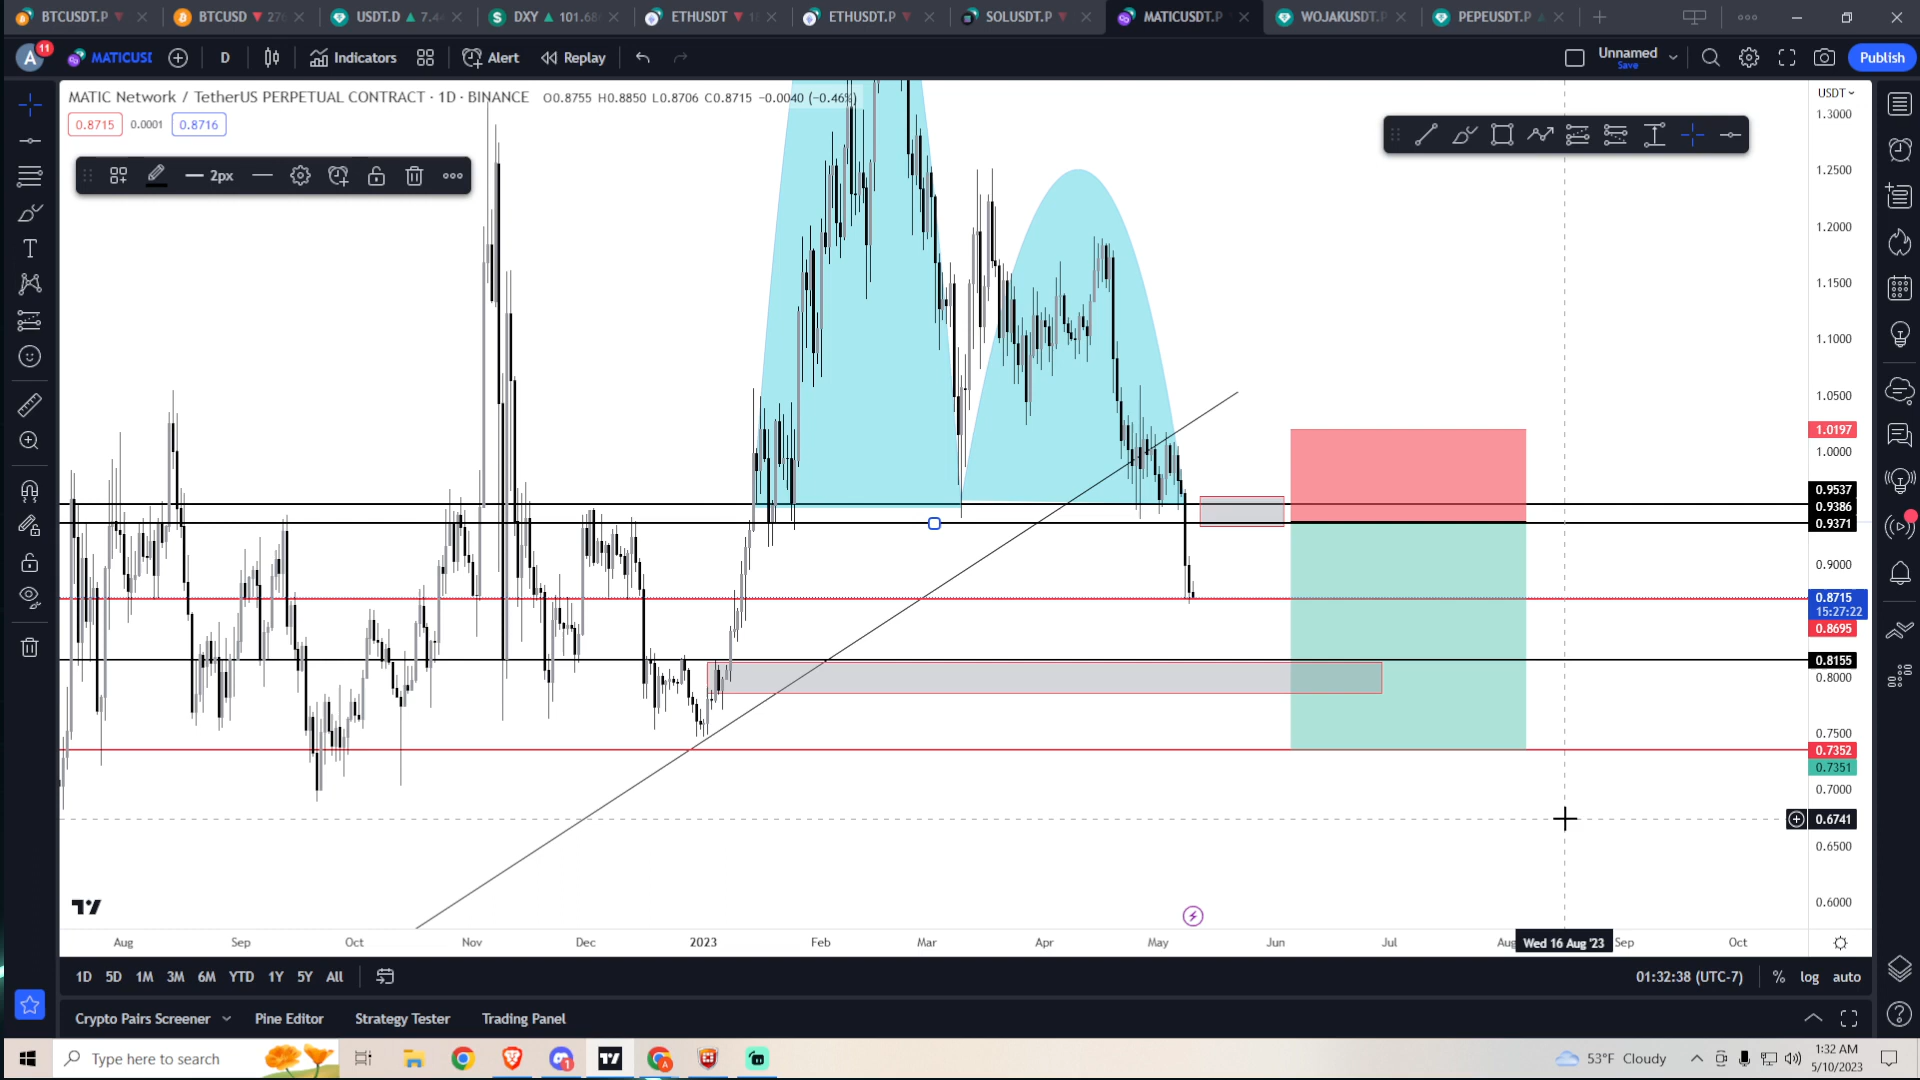 BTCUSDT.P
BTCUSD 276
USDT.D 7.4
DXY 101.68
ETHUSDT 1
ETHUSDT.P
SOLUSDT.P
MATICUSDT.P
WOJAKUSDT.P
PEPEUSDT.P
A
11
MATICUSD
D
Indicators
Alert
Replay
Unnamed
Save
Publish
MATIC Network / TetherUS PERPETUAL CONTRACT · 1D · BINANCE O0.8755 H0.8850 L0.8706 C0.8715 −0.0040 (−0.46%)
0.8715 0.0001 0.8716
2px
USDT
1.3000
1.2500
1.2000
1.1500
1.1000
1.0500
1.0197
1.0000
0.9537
0.9386
0.9371
0.9000
0.8715
15:27:22
0.8695
0.8155
0.8000
0.7500
0.7352
0.7351
0.7000
0.6741
0.6500
0.6000
Aug Sep Oct Nov Dec 2023 Feb Mar Apr May Jun Jul Aug Wed 16 Aug '23 Sep Oct
1D 5D 1M 3M 6M YTD 1Y 5Y All
01:32:38 (UTC-7) % log auto
Crypto Pairs Screener Pine Editor Strategy Tester Trading Panel
Type here to search
53°F Cloudy
1:32 AM
5/10/2023